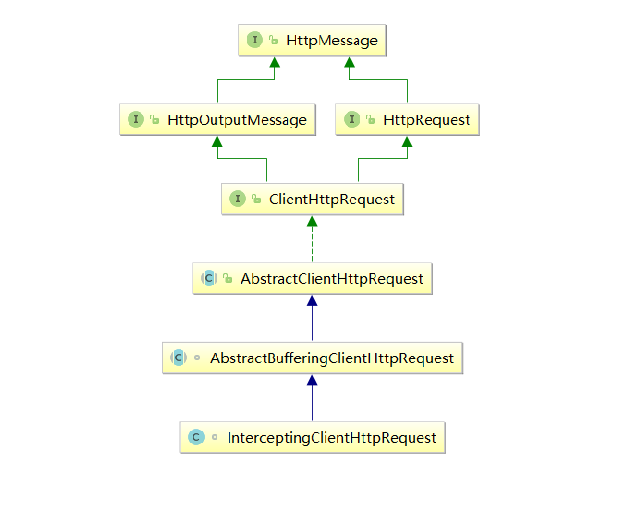 I HttpMessage
I HttpOutputMessage
I HttpRequest
I ClientHttpRequest
C AbstractClientHttpRequest
C AbstractBufferingClientHttpRequest
C InterceptingClientHttpRequest